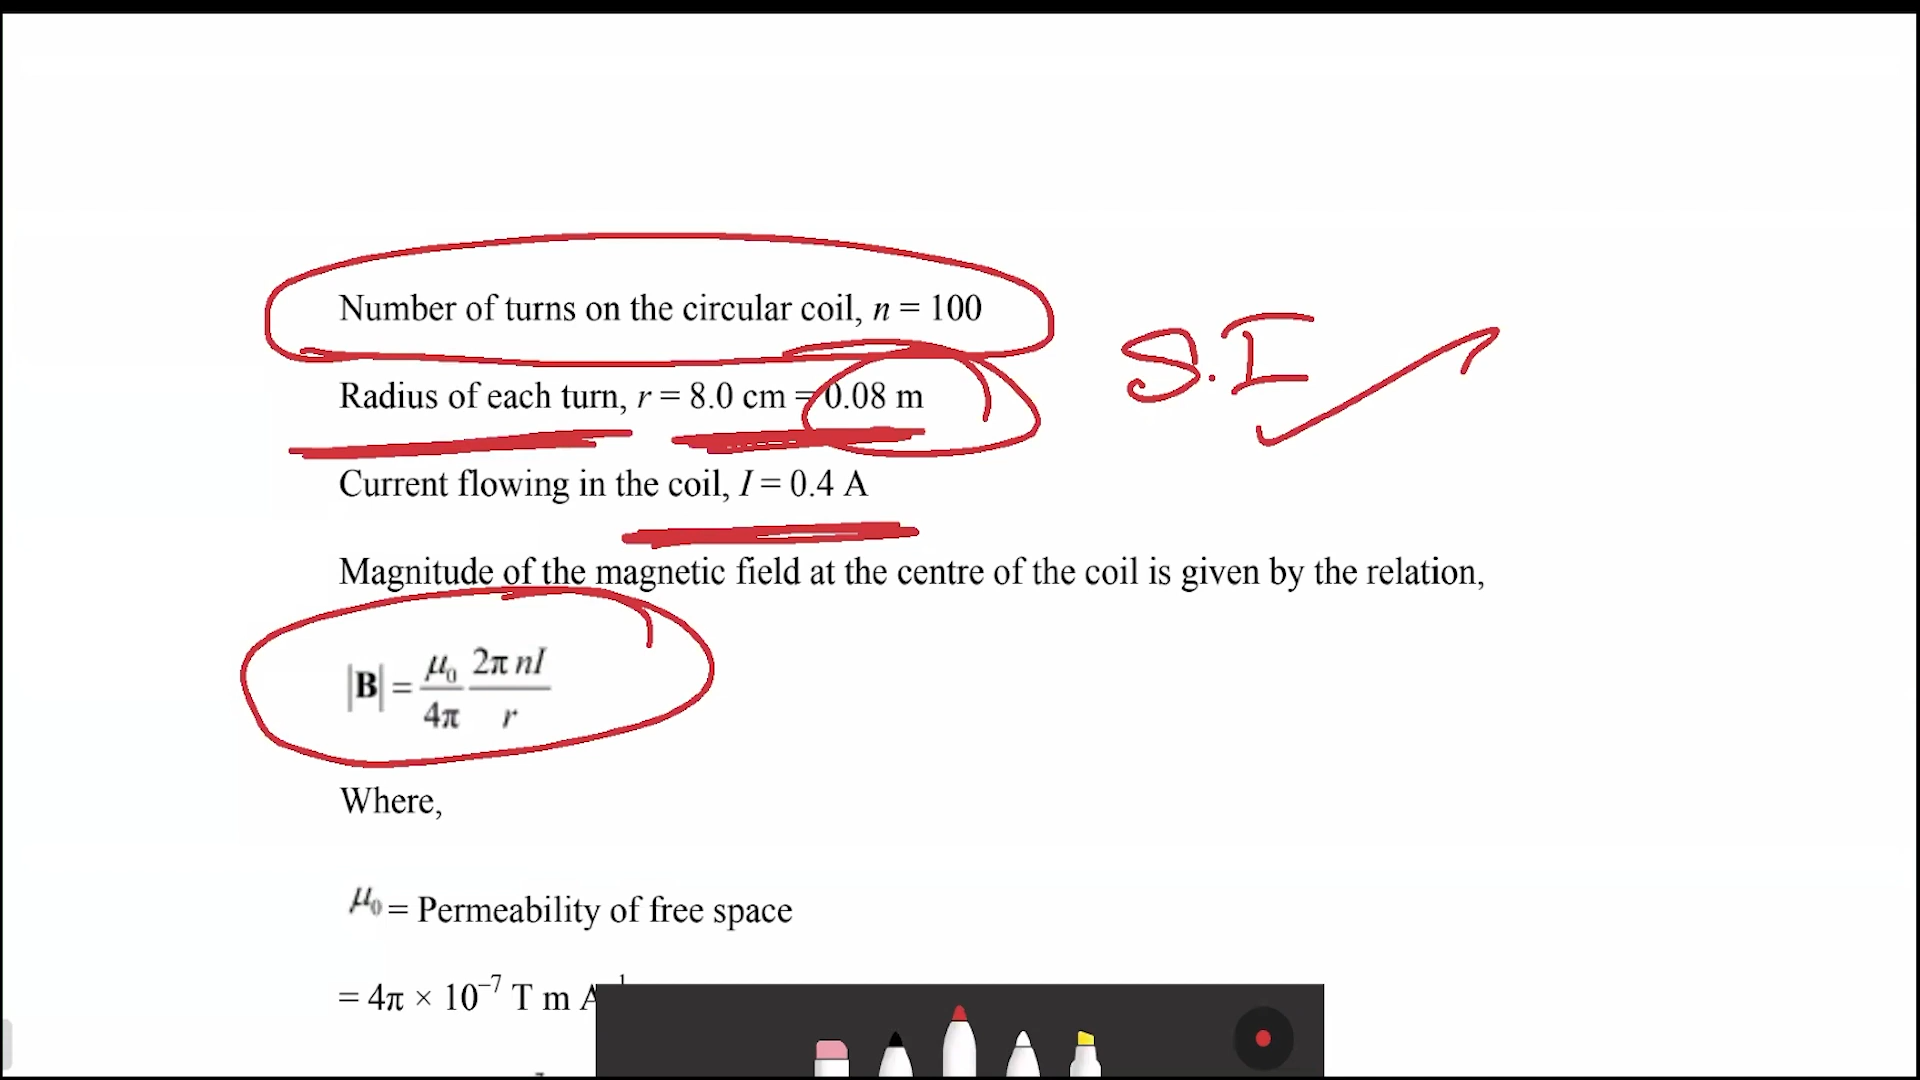 Number of turns on the circular coil, n = 100
Radius of each turn, r = 8.0 cm = 0.08 m
S.I
Current flowing in the coil, I = 0.4 A
Magnitude of the magnetic field at the centre of the coil is given by the relation,
|B| = μ₀/4π 2π nI/r
Where,
μ₀ = Permeability of free space
= 4π × 10⁻⁷ T m A